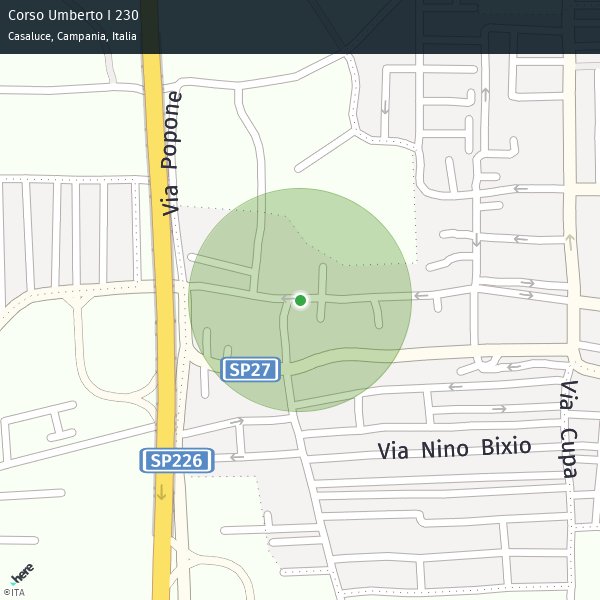 Corso Umberto I 230
Casaluce, Campania, Italia
Via Popone
SP27
Via Cupa
Via Nino Bixio
SP226
here
©ITA